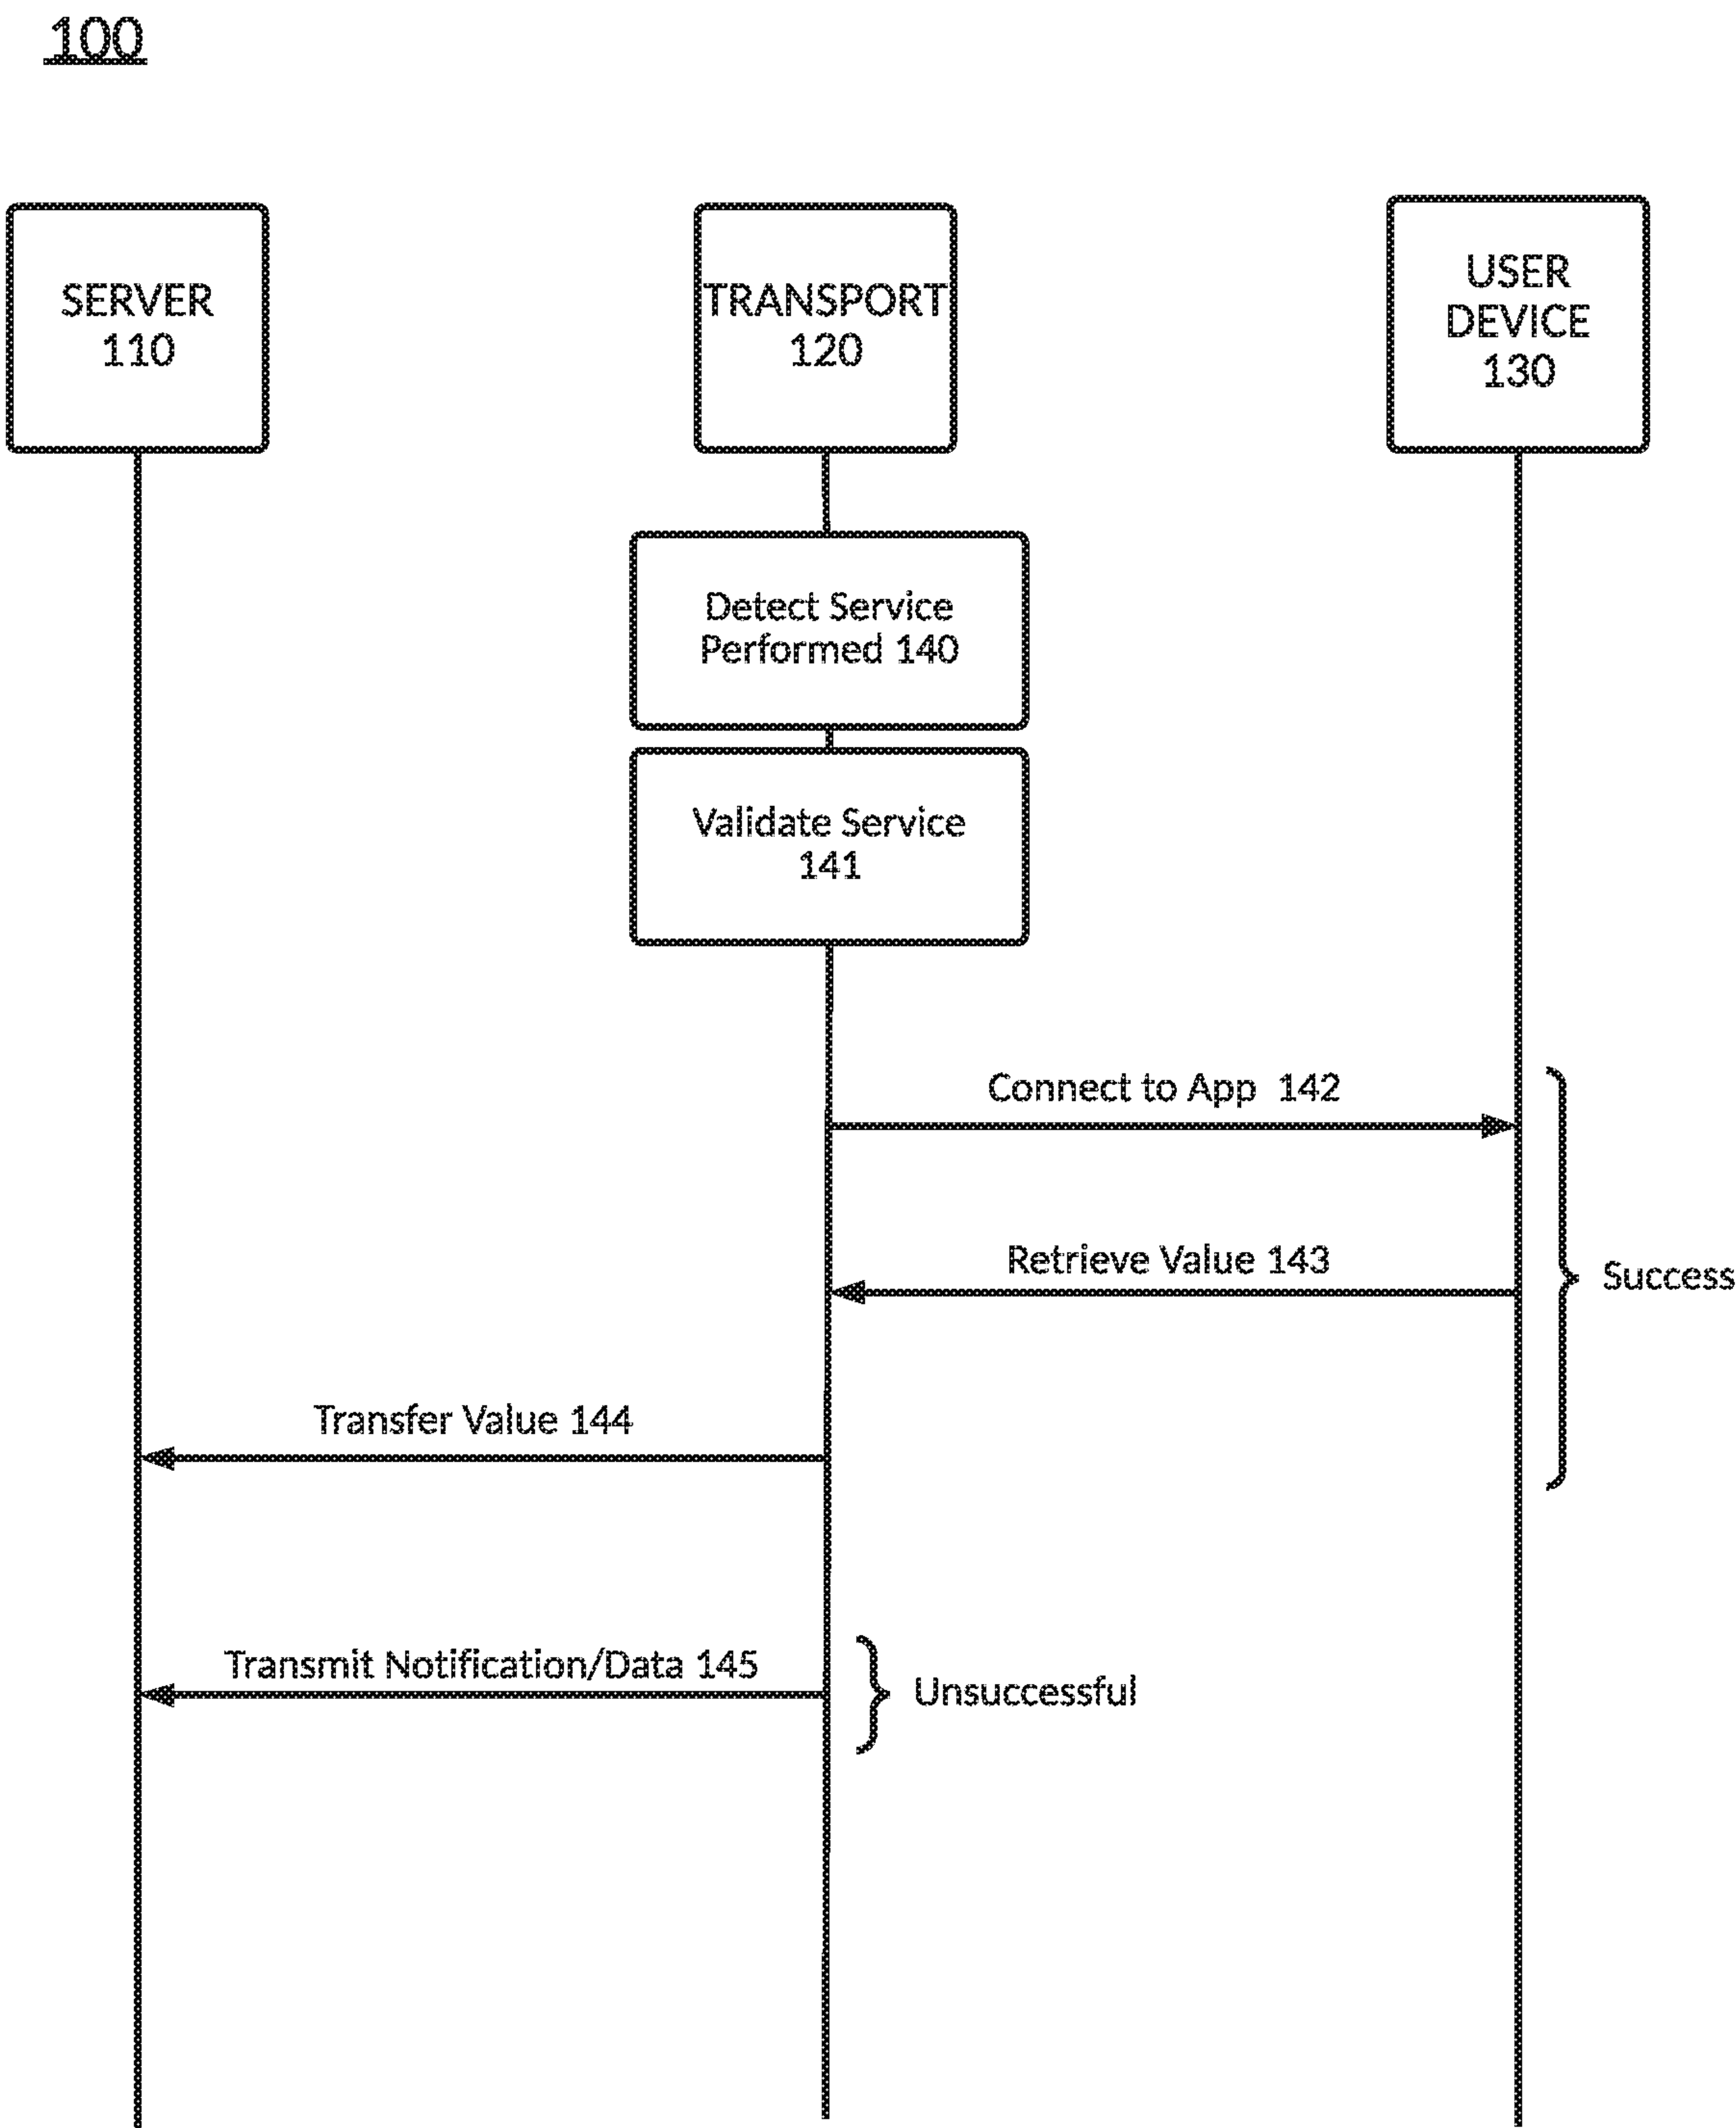 100
SERVER
110
TRANSPORT
120
USER
DEVICE
130
Detect Service
Performed 140
Validate Service
141
Connect to App 142
Retrieve Value 143
Success
Transfer Value 144
Transmit Notification/Data 145
Unsuccessful